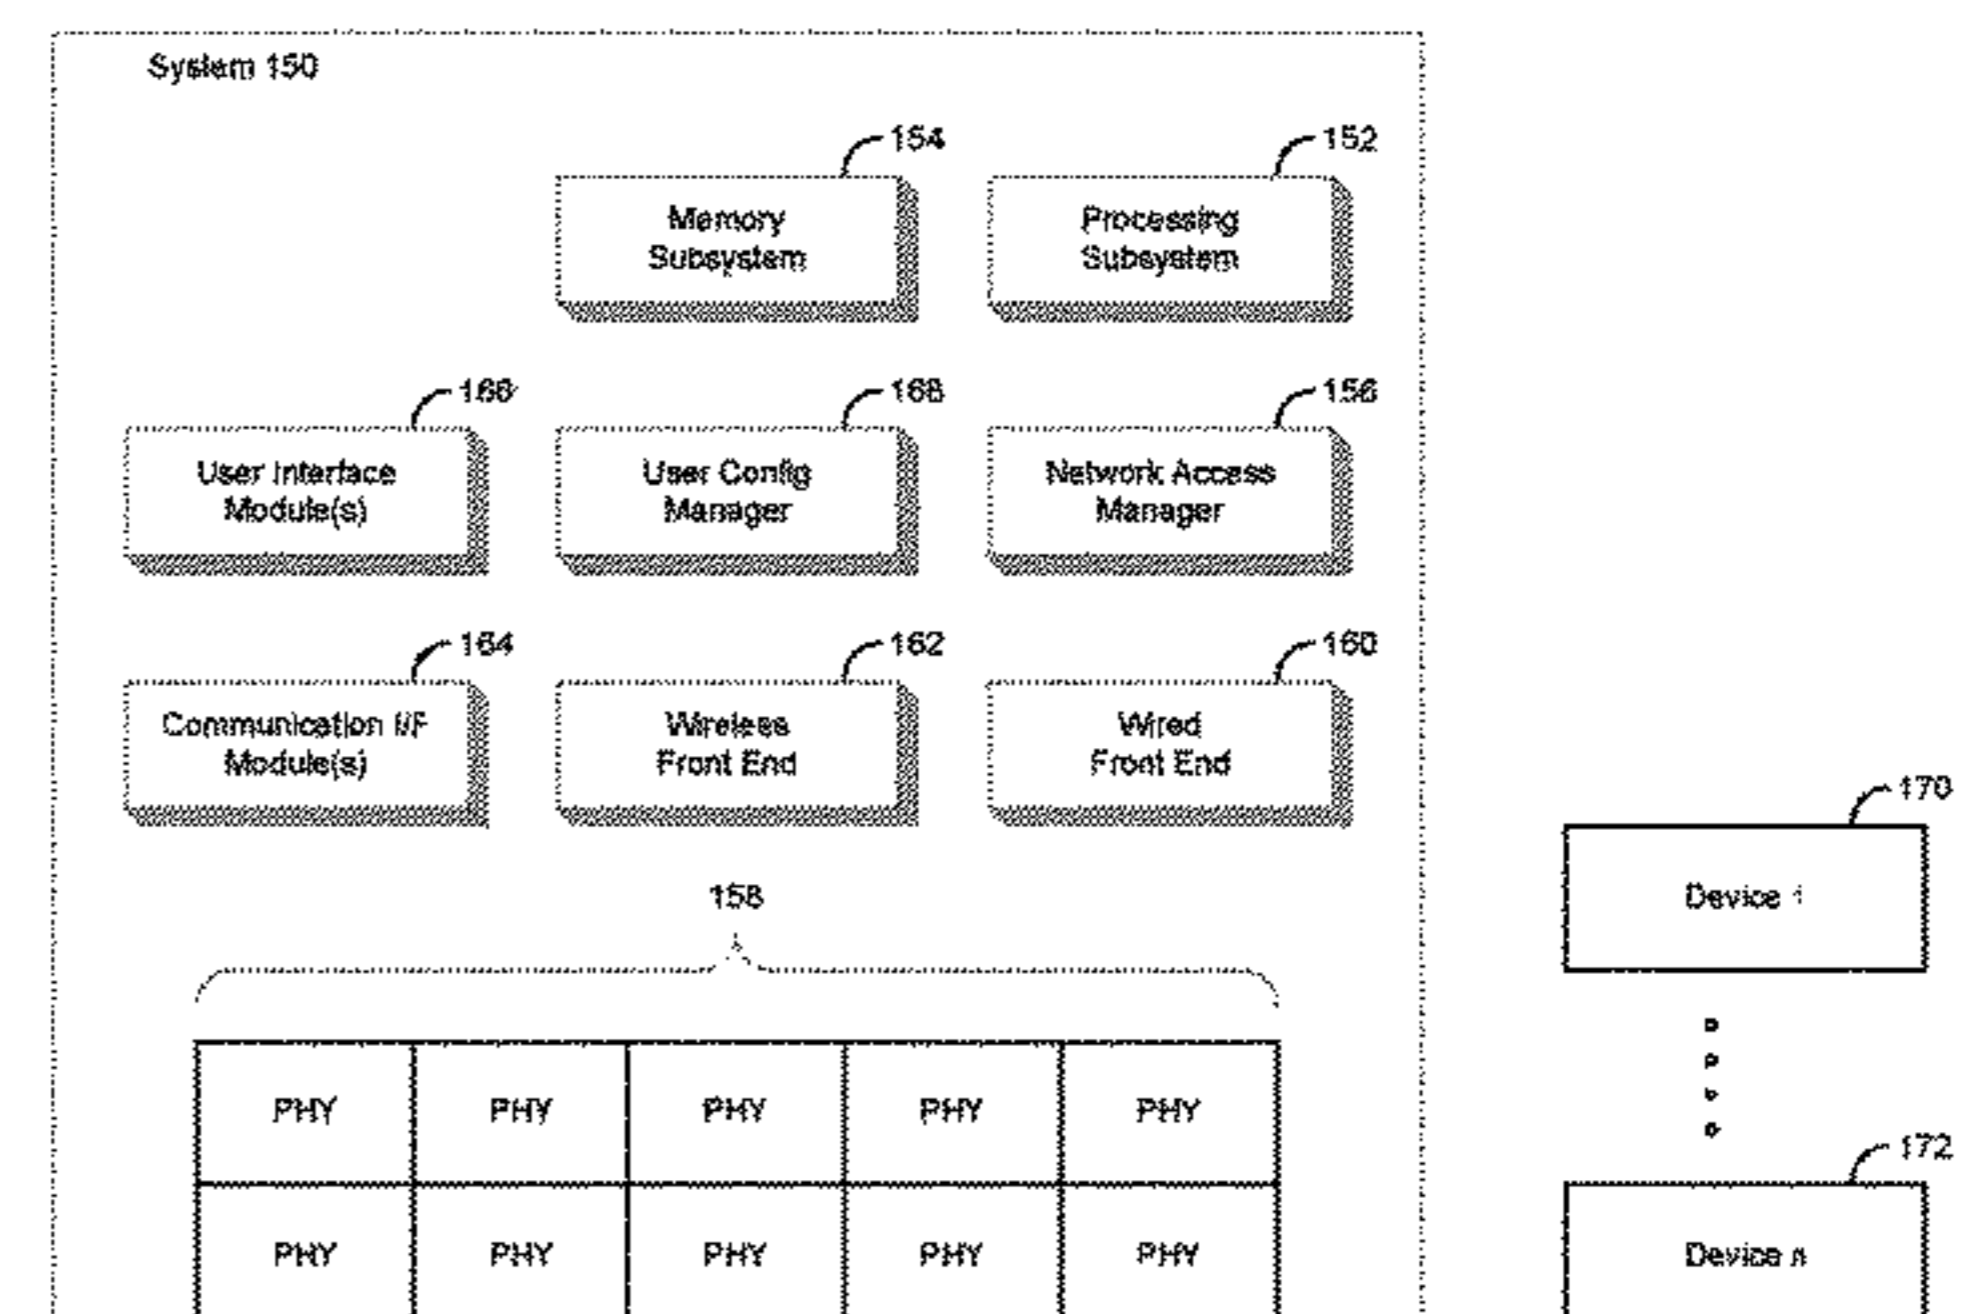 System 150
154
152
Memory
Subsystem
Processing
Subsystem
166
168
156
User Interface
Module(s)
User Config
Manager
Network Access
Manager
164
162
160
Communication I/F
Module(s)
Wireless
Front End
Wired
Front End
170
Device 1
158
PHY PHY PHY PHY PHY
172
PHY PHY PHY PHY PHY
Device n